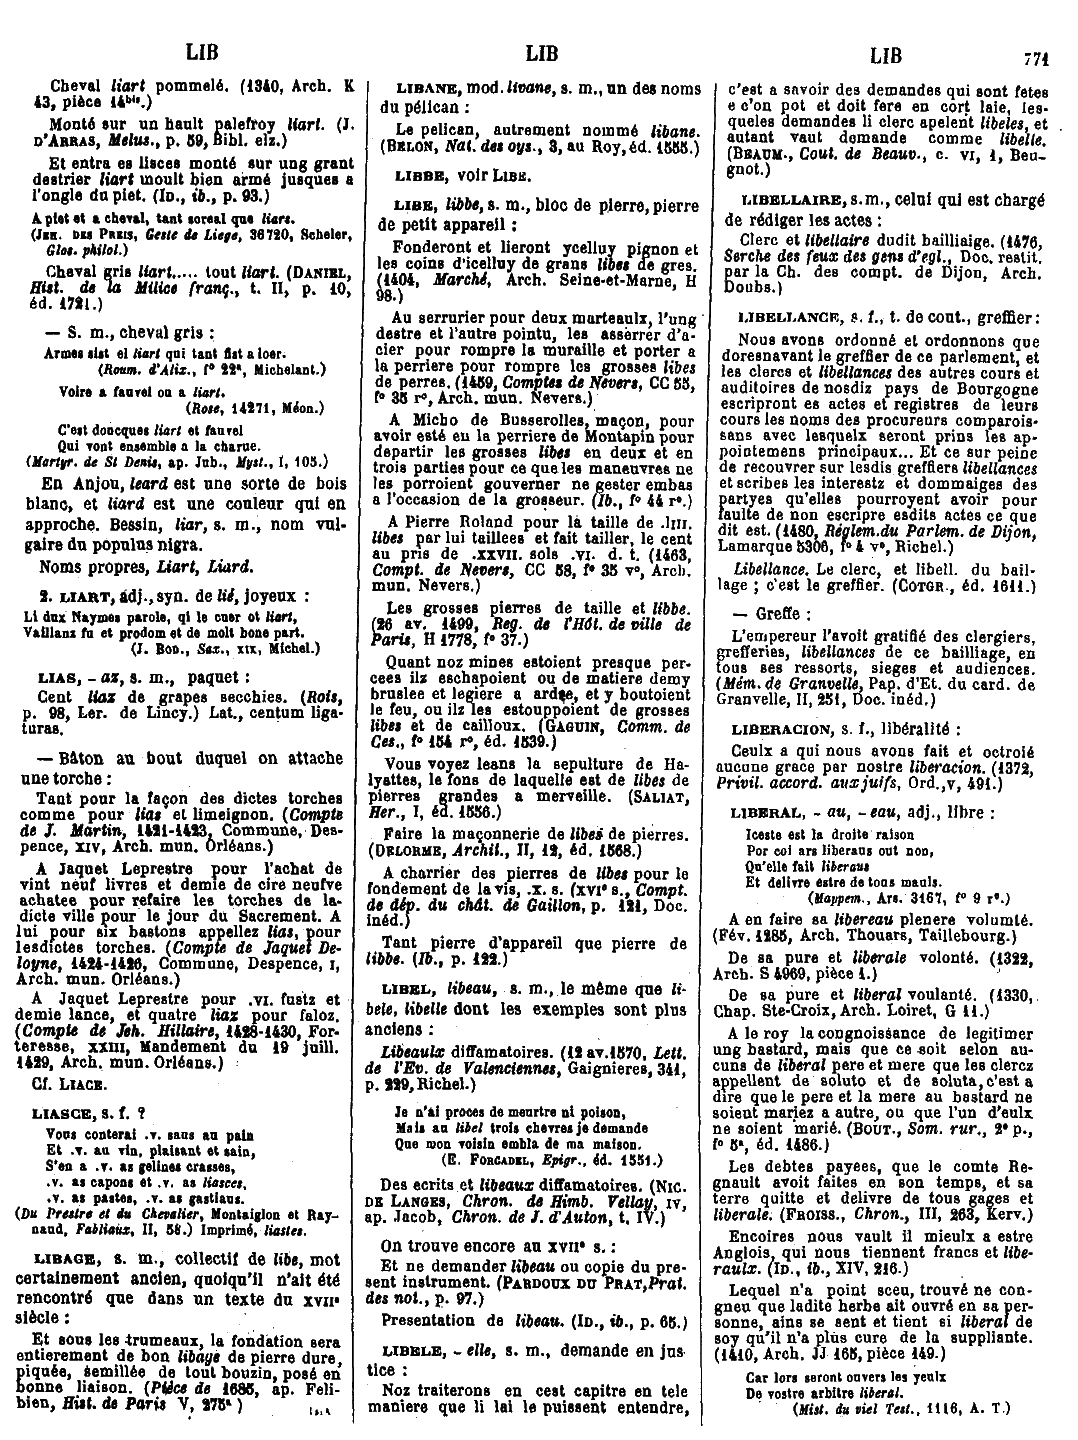 LIB
LIB
LIB
771
Cheval liart pommelé. (1340, Arch. K
43, pièce 14bis.)
Monté sur un hault palefroy liart. (J.
D'ARRAS, Melus., p. 59, Bibl. elz.)
Et entra es lisces monté sur ung grant
destrier liart moult bien armé jusques a
l'ongle du piet. (ID., ib., p. 93.)
A piet et a cheval, tant soreal que liars.
(JEH. DES PREIS, Geste de Liege, 36720, Scheler,
Glos. philol.)
Cheval gris liart..... tout liart. (DANIEL,
Hist. de la Milice franç., t. II, p. 10,
éd. 1721.)
— S. m., cheval gris :
Armes sist el liart qui tant fist a loer.
(Roum. d'Alix., f° 22ª, Michelant.)
Voire a fauvel ou a liart.
(Rose, 14271, Méon.)
C'est doncques liart et fauvel
Qui vont ensemble a la charue.
(Martyr. de St Denis, ap. Jub., Myst., I, 105.)
En Anjou, leard est une sorte de bois
blanc, et liard est une couleur qui en
approche. Bessin, liar, s. m., nom vul-
gaire du populus nigra.
Noms propres, Liart, Liard.
2. LIART, adj., syn. de lié, joyeux :
Li dux Naymes parole, qi le cuer ot liart,
Vaillanz fu et prodom et de molt bone part.
(J. BOD., Sax., XIX, Michel.)
LIAS, - az, s. m., paquet :
Cent liaz de grapes secchies. (Rois,
p. 98, Ler. de Lincy.) Lat., centum liga-
turas.
— Bâton au bout duquel on attache
une torche :
Tant pour la façon des dictes torches
comme pour lias et limeignon. (Compte
de J. Martin, 1421-1423, Commune, Des-
pence, XIV, Arch. mun. Orléans.)
A Jaquet Leprestre pour l'achat de
vint neuf livres et demie de cire neufve
achatee pour refaire les torches de la-
dicte ville pour le jour du Sacrement. A
lui pour six bastons appellez lias, pour
lesdictes torches. (Compte de Jaquet De-
loyne, 1424-1426, Commune, Despence, I,
Arch. mun. Orléans.)
A Jaquet Leprestre pour .VI. fustz et
demie lance, et quatre liaz pour faloz.
(Compte de Jeh. Hillaire, 1428-1430, For-
teresse, XXIII, Mandement du 19 juill.
1429, Arch. mun. Orléans.)
Cf. LIACE.
LIASCE, s. f. ?
Vous conterai .v. sans au pain
Et .v. au vin, plaisant et sain,
S'en a .v. as gelines crasses,
.v. as capons et .v. as liasces,
.v. as pastes, .v. as gastiaus.
(Du Prestre et du Chevalier, Montaiglon et Ray-
naud, Fabliaux, II, 58.) Imprimé, liastes.
LIBAGE, s. m., collectif de libe, mot
certainement ancien, quoiqu'il n'ait été
rencontré que dans un texte du XVIIe
siècle :
Et sous les trumeaux, la fondation sera
entierement de bon libage de pierre dure,
piquée, semillée de tout bouzin, posé en
bonne liaison. (Pièce de 1685, ap. Feli-
bien, Hist. de Paris V, 275ª)
LIBANE, mod. livane, s. m., un des noms
du pélican :
Le pelican, autrement nommé libane.
(BELON, Nat. des oys., 3, au Roy, éd. 1555.)
LIBBE, voir LIBE.
LIBE, libbe, s. m., bloc de pierre, pierre
de petit appareil :
Fonderont et lieront ycelluy pignon et
les coins d'icelluy de grans libes de gres.
(1404, Marché, Arch. Seine-et-Marne, H
98.)
Au serrurier pour deux marteaulx, l'ung
destre et l'autre pointu, les asserrer d'a-
cier pour rompre la muraille et porter a
la perriere pour rompre les grosses libes
de perres. (1459, Comptes de Nevers, CC 55,
f° 35 r°, Arch. mun. Nevers.)
A Micho de Busserolles, maçon, pour
avoir esté en la perriere de Montapin pour
departir les grosses libes en deux et en
trois parties pour ce que les maneuvres ne
les porroient gouverner ne gester embas
a l'occasion de la grosseur. (Ib., f° 44 r°.)
A Pierre Roland pour la taille de .IIII.
libes par lui taillees et fait tailler, le cent
au pris de .XXVII. sols .VI. d. t. (1463,
Compt. de Nevers, CC 58, f° 35 v°, Arch.
mun. Nevers.)
Les grosses pierres de taille et libbe.
(26 av. 1499, Reg. de l'Hôt. de ville de
Paris, H 1778, f° 37.)
Quant noz mines estoient presque per-
cees ilz eschapoient ou de matiere demy
bruslee et legiere a ardre, et y boutoient
le feu, ou ilz les estouppoient de grosses
libes et de cailloux. (GAGUIN, Comm. de
Ces., f° 154 r°, éd. 1539.)
Vous voyez leans la sepulture de Ha-
lyattes, le fons de laquelle est de libes de
pierres grandes a merveille. (SALIAT,
Her., I, éd. 1556.)
Faire la maçonnerie de libes de pierres.
(DELORME, Archit., II, 12, éd. 1568.)
A charrier des pierres de libes pour le
fondement de la vis, .x. s. (XVIe s., Compt.
de dép. du chât. de Gaillon, p. 121, Doc.
inéd.)
Tant pierre d'appareil que pierre de
libbe. (Ib., p. 122.)
LIBEL, libeau, s. m., le même que li-
bele, libelle dont les exemples sont plus
anciens :
Libeaulx diffamatoires. (12 av. 1570, Lett.
de l'Ev. de Valenciennes, Gaignieres, 341,
p. 229, Richel.)
Je n'ai proces de meurtre ni poison,
Mais au libel trois chevres je demande
Que mon voisin embla de ma maison.
(E. FORCADEL, Epigr., éd. 1551.)
Des ecrits et libeaux diffamatoires. (NIC.
DE LANGES, Chron. de Himb. Vellay, IV,
ap. Jacob, Chron. de J. d'Auton, t. IV.)
On trouve encore au XVIIe s. :
Et ne demander libeau ou copie du pre-
sent instrument. (PARDOUX DU PRAT, Prat.
des not., p. 97.)
Presentation de libeau. (ID., ib., p. 65.)
LIBELE, - elle, s. m., demande en jus
tice :
Noz traiterons en cest capitre en tele
maniere que li lai le puissent entendre,
c'est a savoir des demandes qui sont fetes
e c'on pot et doit fere en cort laie, les-
queles demandes li clerc apelent libeles, et
autant vaut demande comme libelle.
(BEAUM., Cout. de Beauv., c. VI, 1, Beu-
gnot.)
LIBELLAIRE, s.m., celui qui est chargé
de rédiger les actes :
Clerc et libellaire dudit bailliaige. (1476,
Serche des feux des gens d'egl., Doc. restit.
par la Ch. des compt. de Dijon, Arch.
Doubs.)
LIBELLANCE, s. f., t. de cout., greffier :
Nous avons ordonné et ordonnons que
doresnavant le greffier de ce parlement, et
les clercs et libellances des autres cours et
auditoires de nosdiz pays de Bourgogne
escripront es actes et registres de leurs
cours les noms des procureurs comparois-
sans avec lesquelx seront prins les ap-
pointemens principaux... Et ce sur peine
de recouvrer sur lesdis greffiers libellances
et scribes les interestz et dommaiges des
partyes qu'elles pourroyent avoir pour
faulte de non escripre esdits actes ce que
dit est. (1480, Réglem. du Parlem. de Dijon,
Lamarque 5306, f° 4 v°, Richel.)
Libellance. Le clerc, et libell. du bail-
lage ; c'est le greffier. (COTGR., éd. 1611.)
— Greffe :
L'empereur l'avoit gratifié des clergiers,
grefferies, libellances de ce bailliage, en
tous ses ressorts, sieges et audiences.
(Mém. de Granvelle, Pap. d'Et. du card. de
Granvelle, II, 251, Doc. inéd.)
LIBERACION, s. f., libéralité :
Ceulx a qui nous avons fait et octroié
aucune grace par nostre liberacion. (1372,
Privil. accord. aux juifs, Ord., V, 491.)
LIBERAL, - au, - eau, adj., libre :
Iceste est la droite raison
Por coi ars liberaus out non,
Qu'elle fait liberaus
Et delivre estre de tous mauls.
(Mappem., Ars. 3167, f° 9 r°.)
A en faire sa libereau plenere volumté.
(Fév. 1285, Arch. Thouars, Taillebourg.)
De sa pure et liberale volonté. (1322,
Arch. S 4969, pièce 1.)
De sa pure et liberal voulanté. (1330,
Chap. Ste-Croix, Arch. Loiret, G 11.)
A le roy la congnoissance de legitimer
ung bastard, mais que ce soit selon au-
cuns de liberal pere et mere que les clercz
appellent de soluto et de soluta, c'est a
dire que le pere et la mere au bastard ne
soient mariez a autre, ou que l'un d'eulx
ne soient marié. (BOUT., Som. rur., 2e p.,
f° 5ª, éd. 1486.)
Les debtes payees, que le comte Re-
gnault avoit faites en son temps, et sa
terre quitte et delivre de tous gages et
liberale. (FROISS., Chron., III, 263, Kerv.)
Encoires nous vault il mieulx a estre
Anglois, qui nous tiennent francs et libe-
raulx. (ID., ib., XIV, 216.)
Lequel n'a point sceu, trouvé ne con-
gneu que ladite herbe ait ouvré en sa per-
sonne, ains se sent et tient si liberal de
soy qu'il n'a plus cure de la suppliante.
(1410, Arch. JJ 165, pièce 149.)
Car lors seront ouvers les yeulx
De vostre arbitre liberal.
(Mist. du viel Test., 1116, A. T.)